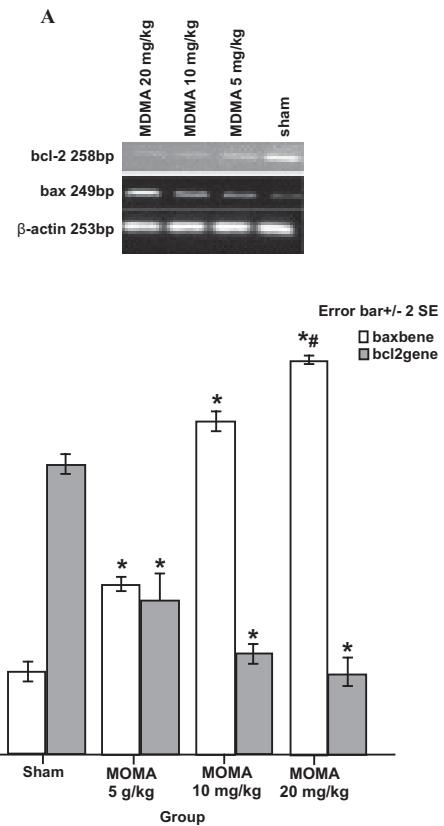 A
MDMA 20 mg/kg
MDMA 10 mg/kg
MDMA 5 mg/kg
sham
bcl-2 258bp
bax 249bp
β-actin 253bp
Error bar+/- 2 SE
baxbene
bcl2gene
*
*
*
*
*#
*
Sham
MOMA
5 g/kg
MOMA
10 mg/kg
MOMA
20 mg/kg
Group